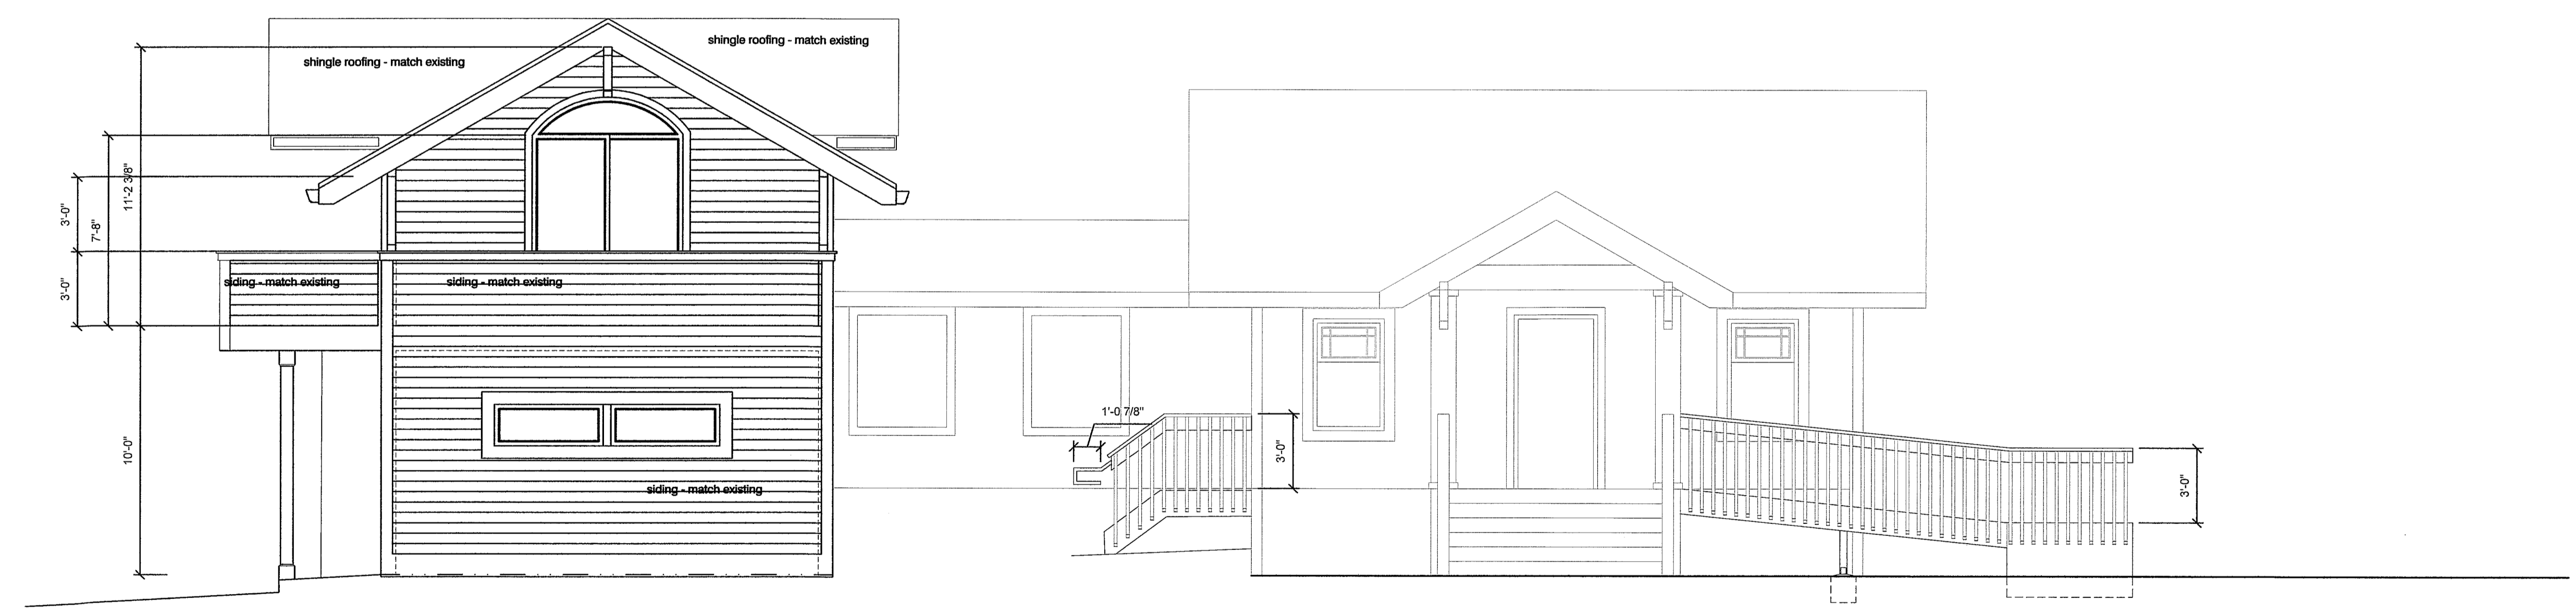 shingle roofing - match existing
shingle roofing - match existing
11'-2 3/8"
3'-0"
7'-8"
3'-0"
siding - match existing
siding - match existing
1'-0 7/8"
10'-0"
3'-0"
3'-0"
siding - match existing